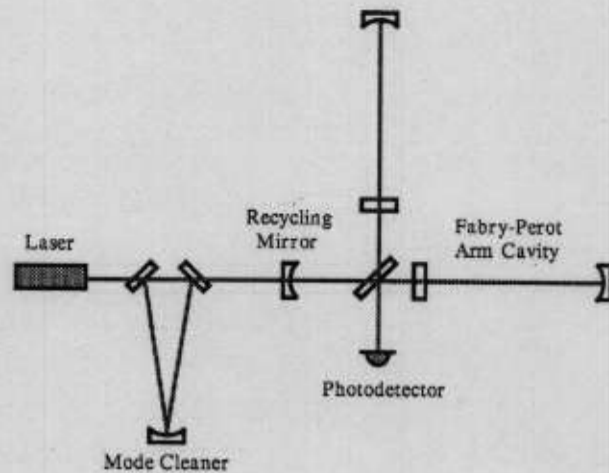 Recycling
Mirror
Fabry-Perot
Arm Cavity
Laser
Photodetector
Mode Cleaner